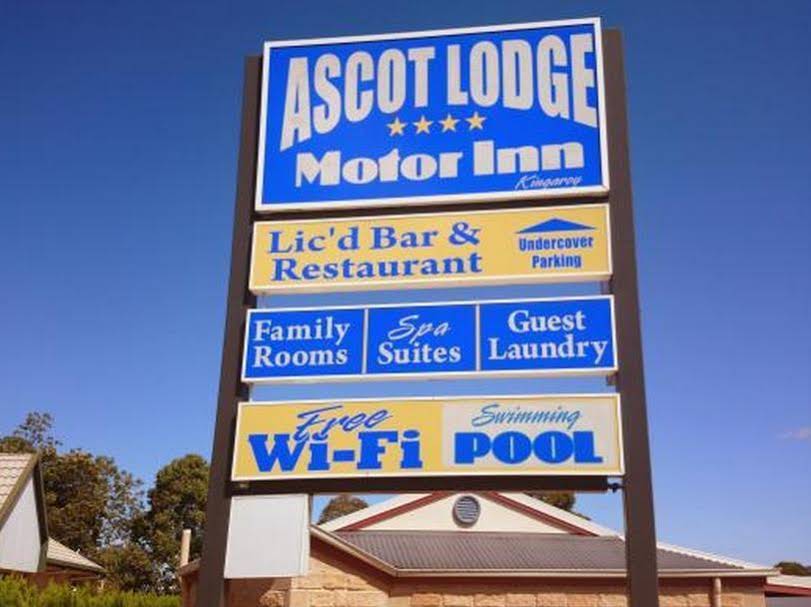 ASCOT LODGE
Motor Inn
Kingaroy
Lic'd Bar &
Restaurant
Undercover
Parking
Family
Rooms
Spa
Suites
Guest
Laundry
Free
Wi-Fi
Swimming
POOL